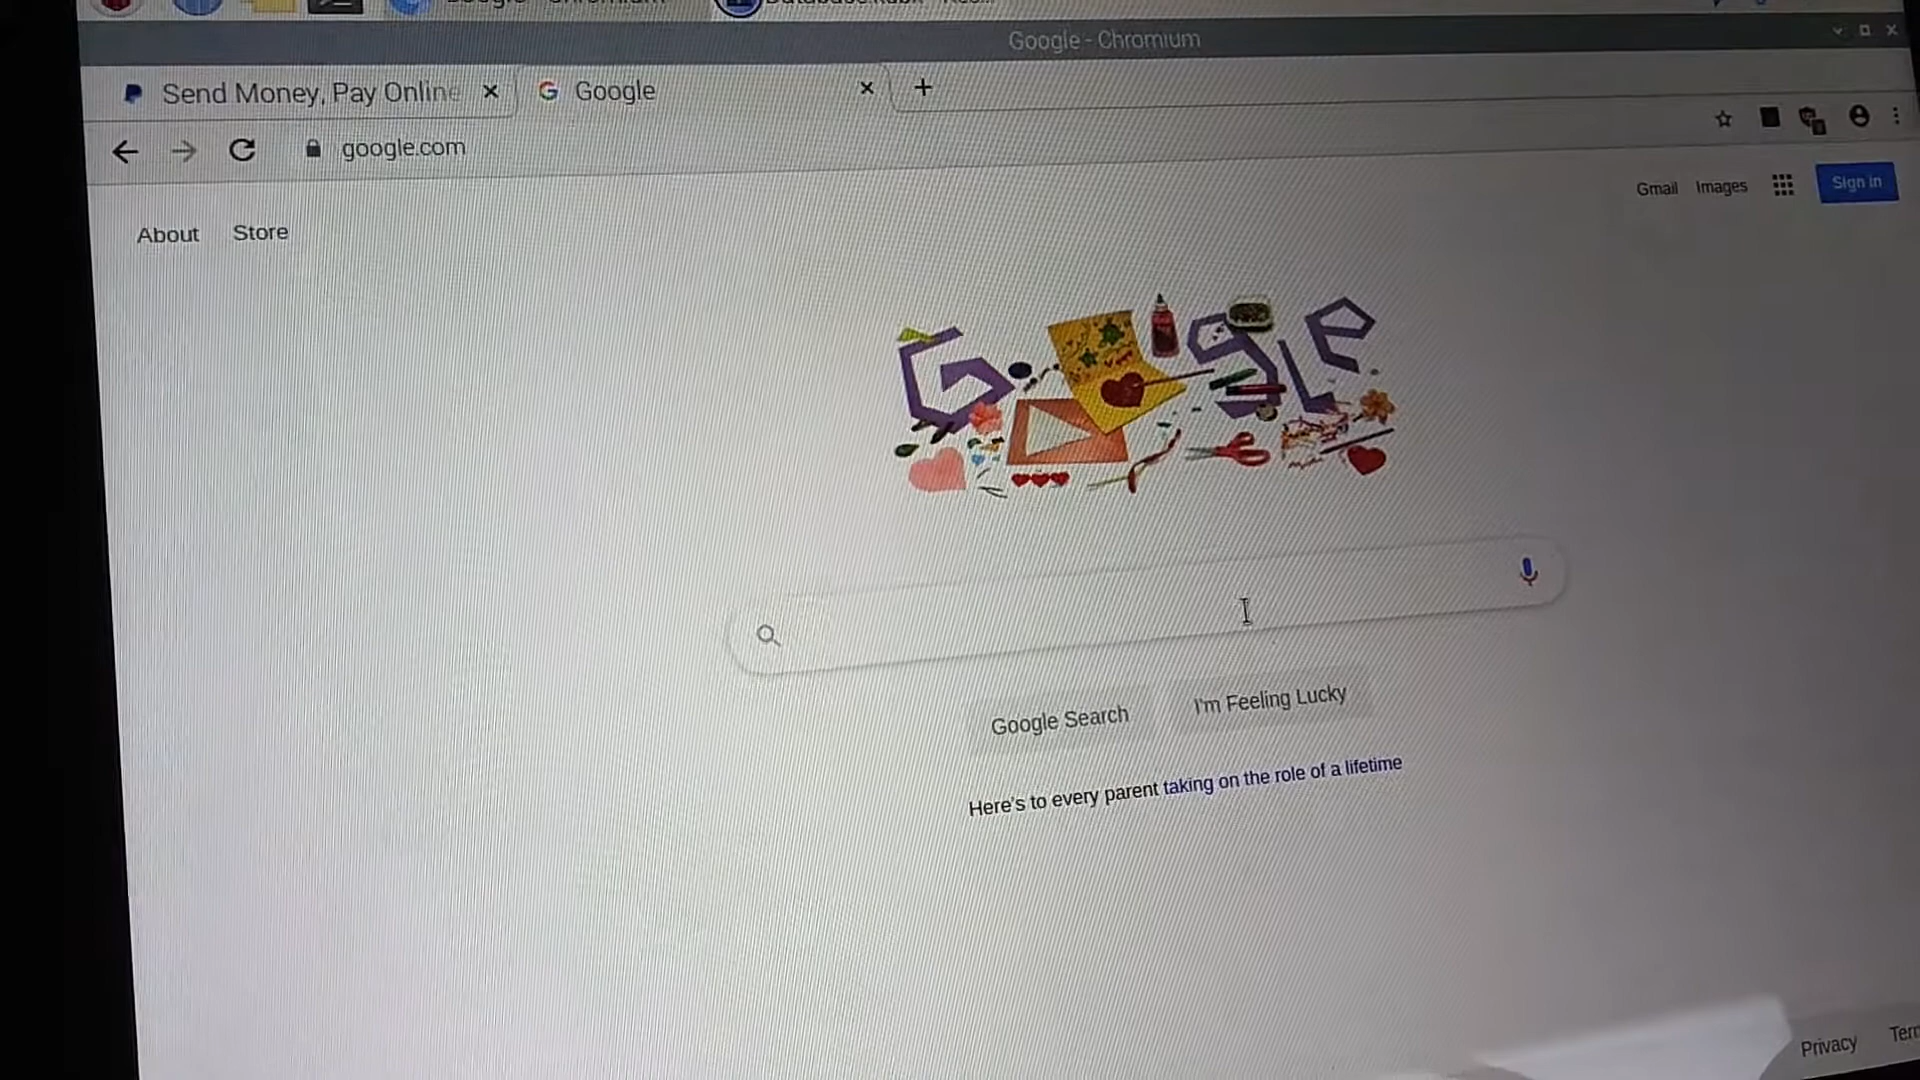 Google - Chromium
Send Money, Pay Online
Google
google.com
Gmail Images
Sign in
About Store
Google Search
I'm Feeling Lucky
Here's to every parent taking on the role of a lifetime
Privacy